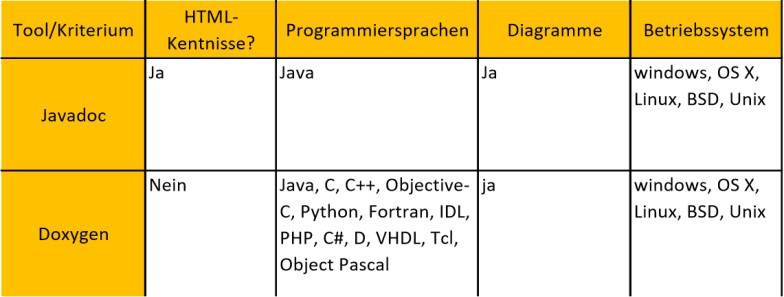 Tool/Kriterium
HTML-
Kentnisse?
Programmiersprachen
Diagramme
Betriebssystem
Javadoc
Ja
Java
Ja
windows, OS X,
Linux, BSD, Unix
Doxygen
Nein
Java, C, C++, Objective-
C, Python, Fortran, IDL,
PHP, C#, D, VHDL, Tcl,
Object Pascal
ja
windows, OS X,
Linux, BSD, Unix